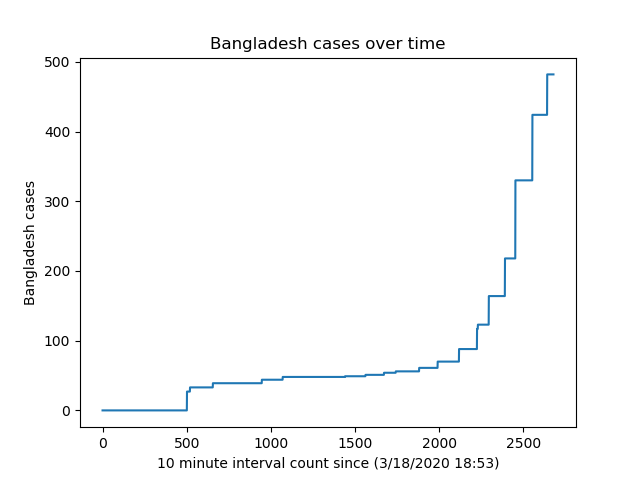 Bangladesh cases over time
500
400
300
200
100
0
Bangladesh cases
0 500 1000 1500 2000 2500
10 minute interval count since (3/18/2020 18:53)